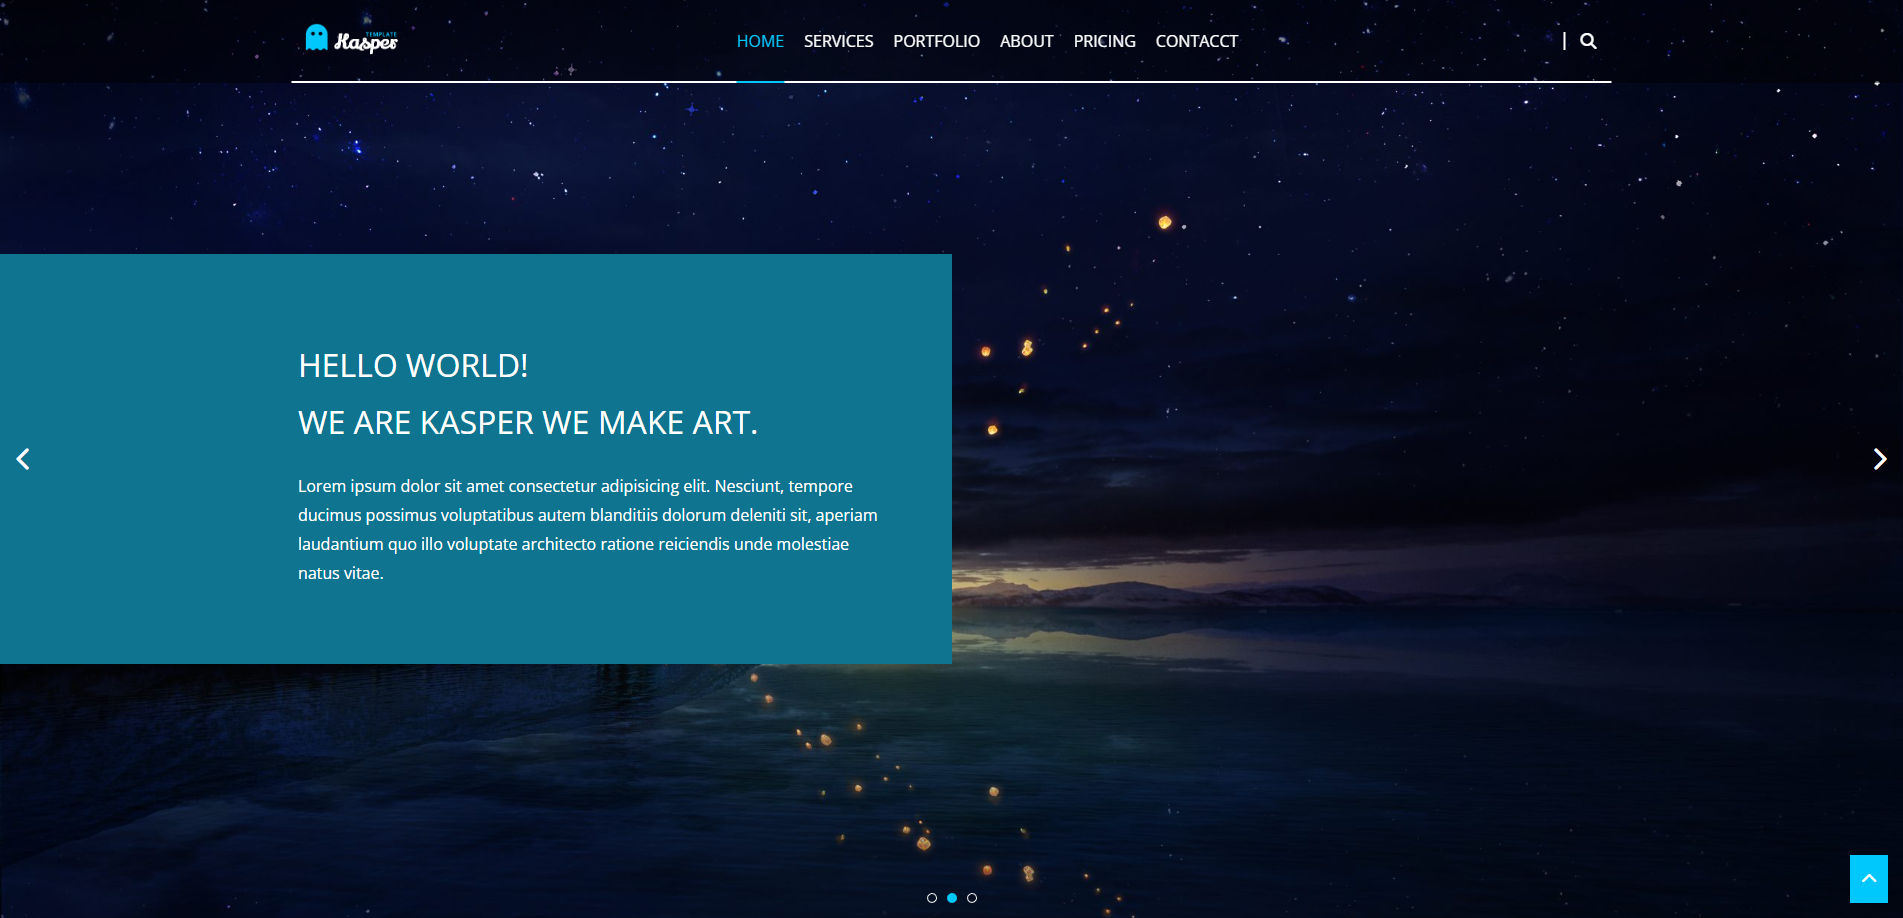 TEMPLATE
Kasper
HOME SERVICES PORTFOLIO ABOUT PRICING CONTACCT
HELLO WORLD!
WE ARE KASPER WE MAKE ART.
Lorem ipsum dolor sit amet consectetur adipisicing elit. Nesciunt, tempore
ducimus possimus voluptatibus autem blanditiis dolorum deleniti sit, aperiam
laudantium quo illo voluptate architecto ratione reiciendis unde molestiae
natus vitae.